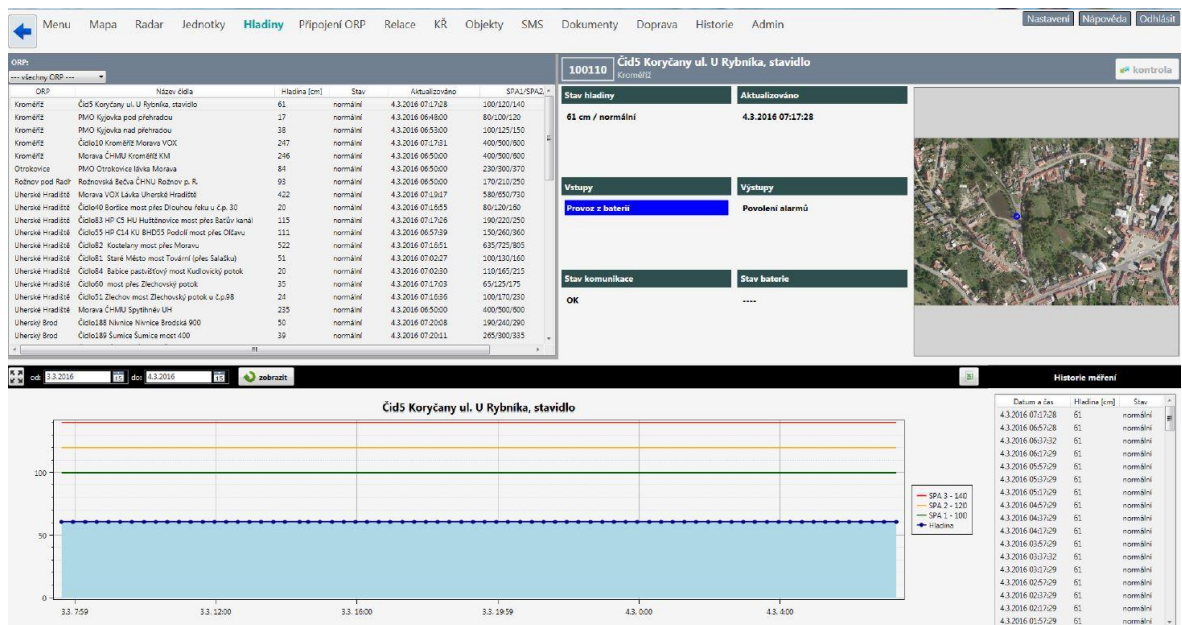 Menu Mapa Radar Jednotky Hladiny Připojení ORP Relace KŘ Objekty SMS Dokumenty Doprava Historie Admin
Nastavení Nápověda Odhlásit
ORP:
--- všechny ORP ---
ORP Název čidla Hladina [cm] Stav Aktualizováno SPA1/SPA2/
Kroměříž Čid5 Koryčany ul. U Rybníka, stavidlo 61 normální 4.3.2016 07:17:28 100/120/140
Kroměříž PMO Kyjovka pod přehradou 17 normální 4.3.2016 06:48:00 80/100/120
Kroměříž PMO Kyjovka nad přehradou 38 normální 4.3.2016 06:53:00 100/125/150
Kroměříž Čidlo10 Kroměříž Morava VOX 247 normální 4.3.2016 07:17:31 400/500/600
Kroměříž Morava ČHMU Kroměříž KM 246 normální 4.3.2016 06:50:00 400/500/600
Otrokovice PMO Otrokovice lávka Morava 84 normální 4.3.2016 06:50:00 230/300/370
Rožnov pod Radh Rožnovská Bečva ČHNU Rožnov p. R. 93 normální 4.3.2016 06:50:00 170/210/250
Uherské Hradiště Morava VOX Lávka Uherské Hradiště 422 normální 4.3.2016 07:19:17 580/650/730
Uherské Hradiště Čidlo40 Boršice most přes Dlouhou řeku u č.p. 30 20 normální 4.3.2016 07:16:55 80/120/160
Uherské Hradiště Čidlo83 HP C5 HU Huštěnovice most přes Baťův kanál 115 normální 4.3.2016 07:17:26 190/220/250
Uherské Hradiště Čidlo55 HP C14 KU BHD55 Podolí most přes Olšavu 111 normální 4.3.2016 06:57:39 150/260/360
Uherské Hradiště Čidlo82 Kostelany most přes Moravu 522 normální 4.3.2016 07:16:51 635/725/805
Uherské Hradiště Čidlo81 Staré Město most Tovární (přes Salašku) 51 normální 4.3.2016 07:02:27 100/130/160
Uherské Hradiště Čidlo84 Babice pastvišťový most Kudlovický potok 20 normální 4.3.2016 07:02:30 110/165/215
Uherské Hradiště Čidlo60 most přes Zlechovský potok 35 normální 4.3.2016 07:17:03 65/125/175
Uherské Hradiště Čidlo51 Zlechov most Zlechovský potok u č.p.98 24 normální 4.3.2016 07:16:36 100/170/230
Uherské Hradiště Morava ČHMU Spytihněv UH 235 normální 4.3.2016 06:50:00 400/500/600
Uherský Brod Čidlo188 Nivnice Nivnice Brodská 900 50 normální 4.3.2016 07:20:08 190/240/290
Uherský Brod Čidlo189 Šumice Šumice most 400 39 normální 4.3.2016 07:20:11 265/300/335
100110 Čid5 Koryčany ul. U Rybníka, stavidlo
Kroměříž
kontrola
Stav hladiny Aktualizováno
61 cm / normální 4.3.2016 07:17:28
Vstupy Výstupy
Provoz z baterií Povolení alarmů
Stav komunikace Stav baterie
OK ----
od: 3.3.2016 15 do: 4.3.2016 15 zobrazit
Historie měření
Čid5 Koryčany ul. U Rybníka, stavidlo
100
50
0
3.3. 7:59 3.3. 12:00 3.3. 16:00 3.3. 19:59 4.3. 0:00 4.3. 4:00
SPA 3 - 140
SPA 2 - 120
SPA 1 - 100
Hladina
Datum a čas Hladina [cm] Stav
4.3.2016 07:17:28 61 normální
4.3.2016 06:57:28 61 normální
4.3.2016 06:37:32 61 normální
4.3.2016 06:17:29 61 normální
4.3.2016 05:57:29 61 normální
4.3.2016 05:37:29 61 normální
4.3.2016 05:17:29 61 normální
4.3.2016 04:57:29 61 normální
4.3.2016 04:37:29 61 normální
4.3.2016 04:17:29 61 normální
4.3.2016 03:57:29 61 normální
4.3.2016 03:37:32 61 normální
4.3.2016 03:17:29 61 normální
4.3.2016 02:57:29 61 normální
4.3.2016 02:37:29 61 normální
4.3.2016 02:17:29 61 normální
4.3.2016 01:57:29 61 normální